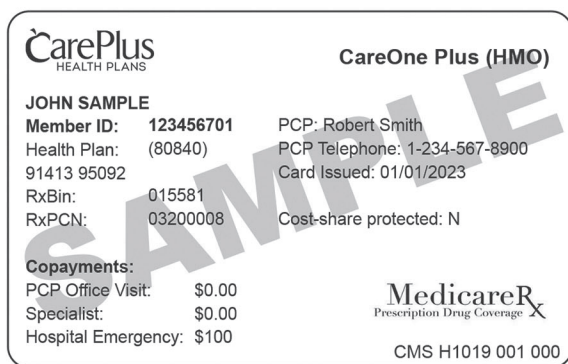 CarePlus
HEALTH PLANS
CareOne Plus (HMO)
JOHN SAMPLE
Member ID: 123456701
Health Plan: (80840)
91413 95092
RxBin: 015581
RxPCN: 03200008
PCP: Robert Smith
PCP Telephone: 1-234-567-8900
Card Issued: 01/01/2023
Cost-share protected: N
Copayments:
PCP Office Visit: $0.00
Specialist: $0.00
Hospital Emergency: $100
MedicareRx
Prescription Drug Coverage
CMS H1019 001 000
SAMPLE